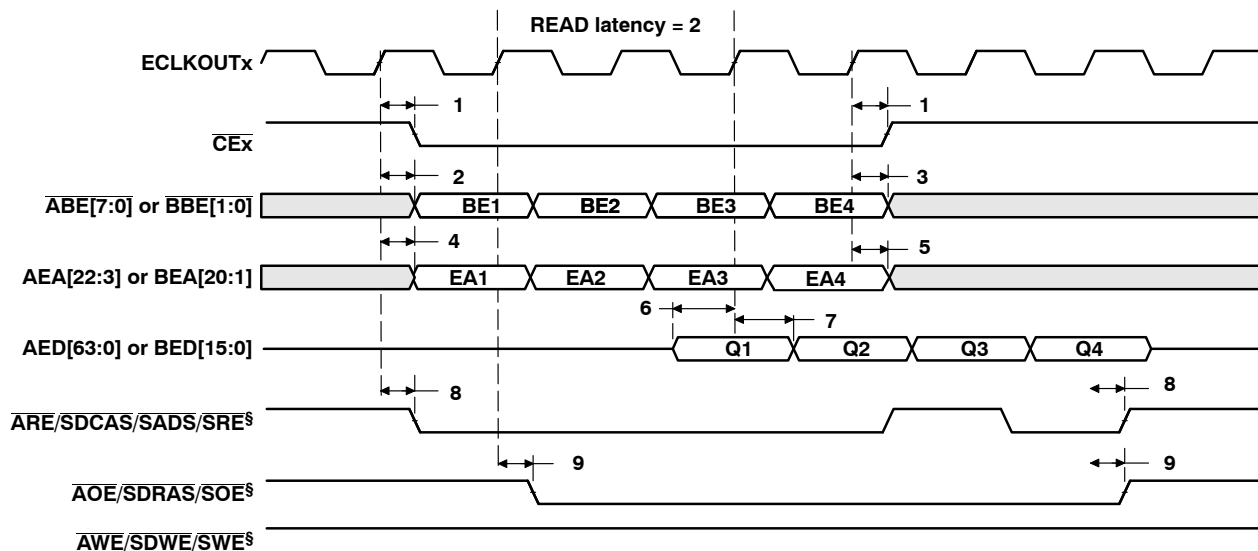 READ latency = 2
ECLKOUTx
1 1
CEx
2 3
ABE[7:0] or BBE[1:0] BE1 BE2 BE3 BE4
4 5
AEA[22:3] or BEA[20:1] EA1 EA2 EA3 EA4
6 7
AED[63:0] or BED[15:0] Q1 Q2 Q3 Q4
8 8
ARE/SDCAS/SADS/SRE§
9 9
AOE/SDRAS/SOE§
AWE/SDWE/SWE§